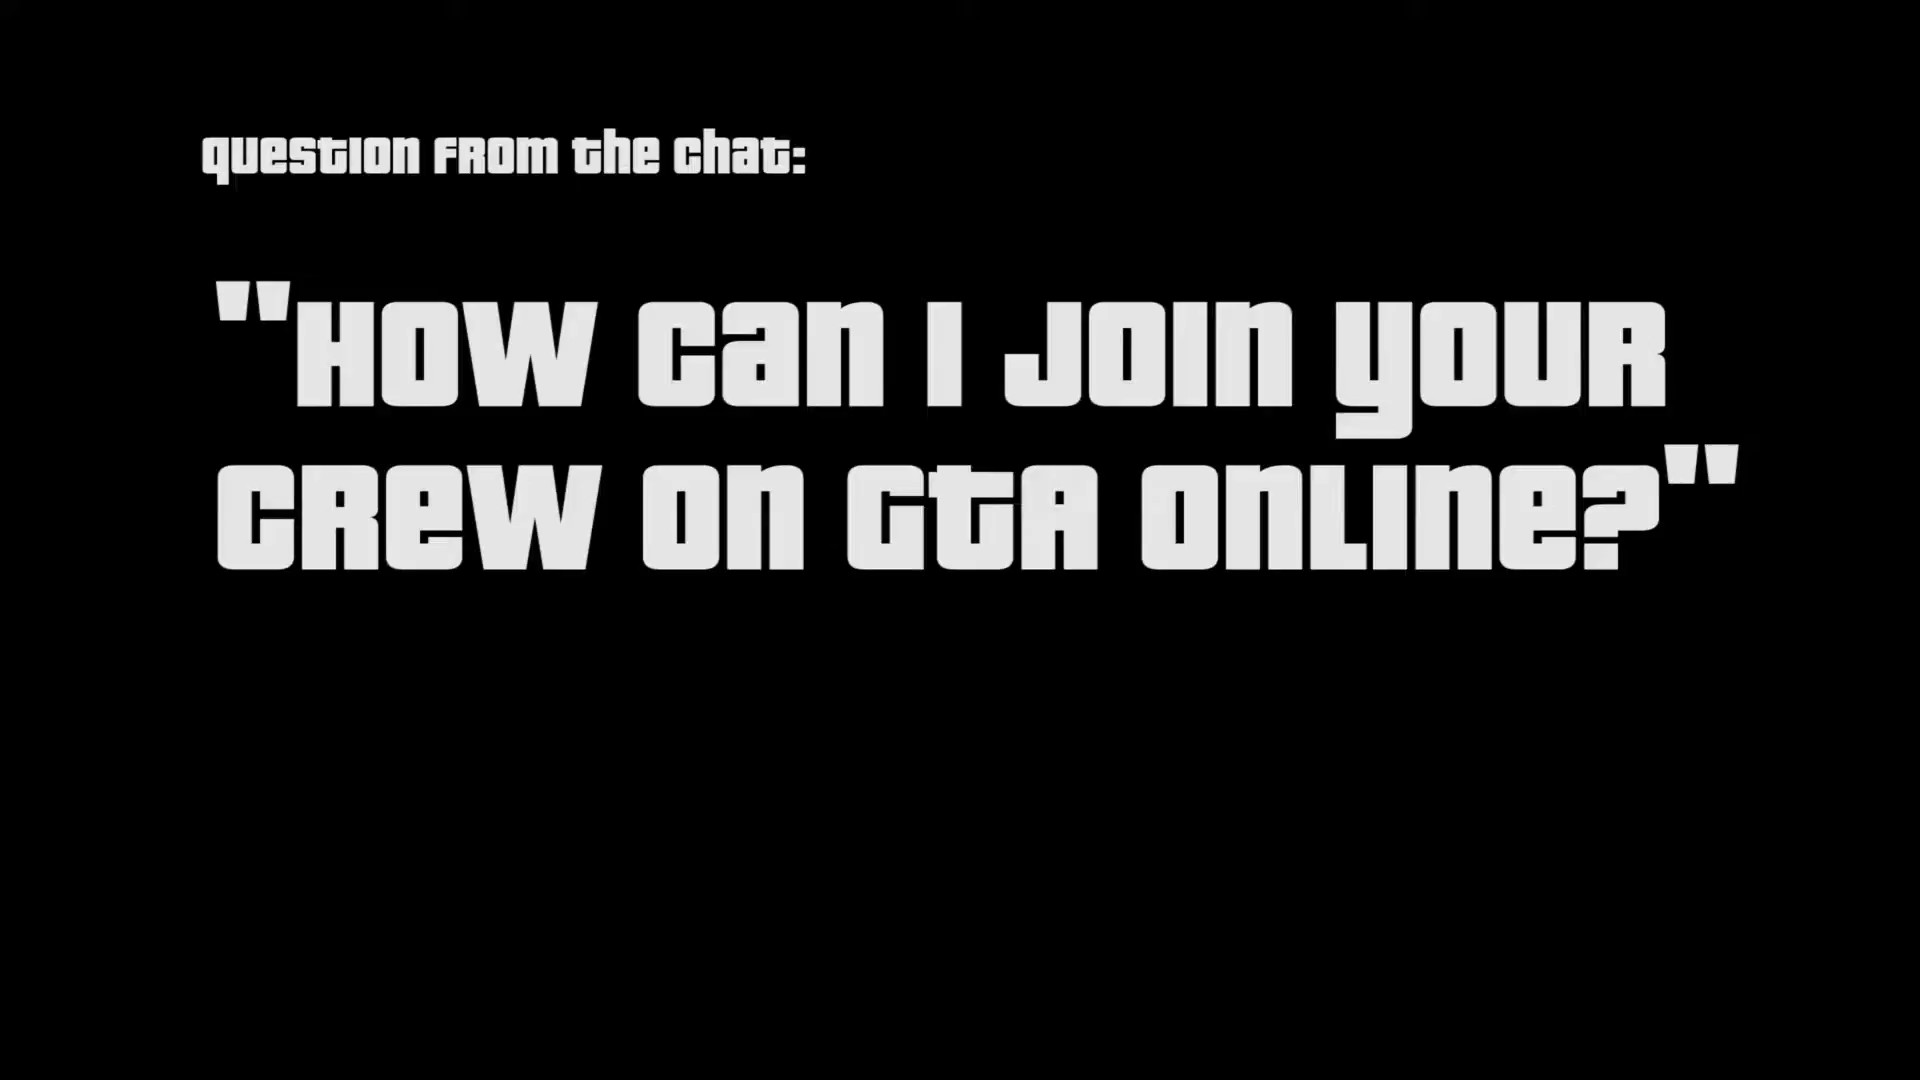 question from the chat:
"How can I join your
crew on GTA Online?"